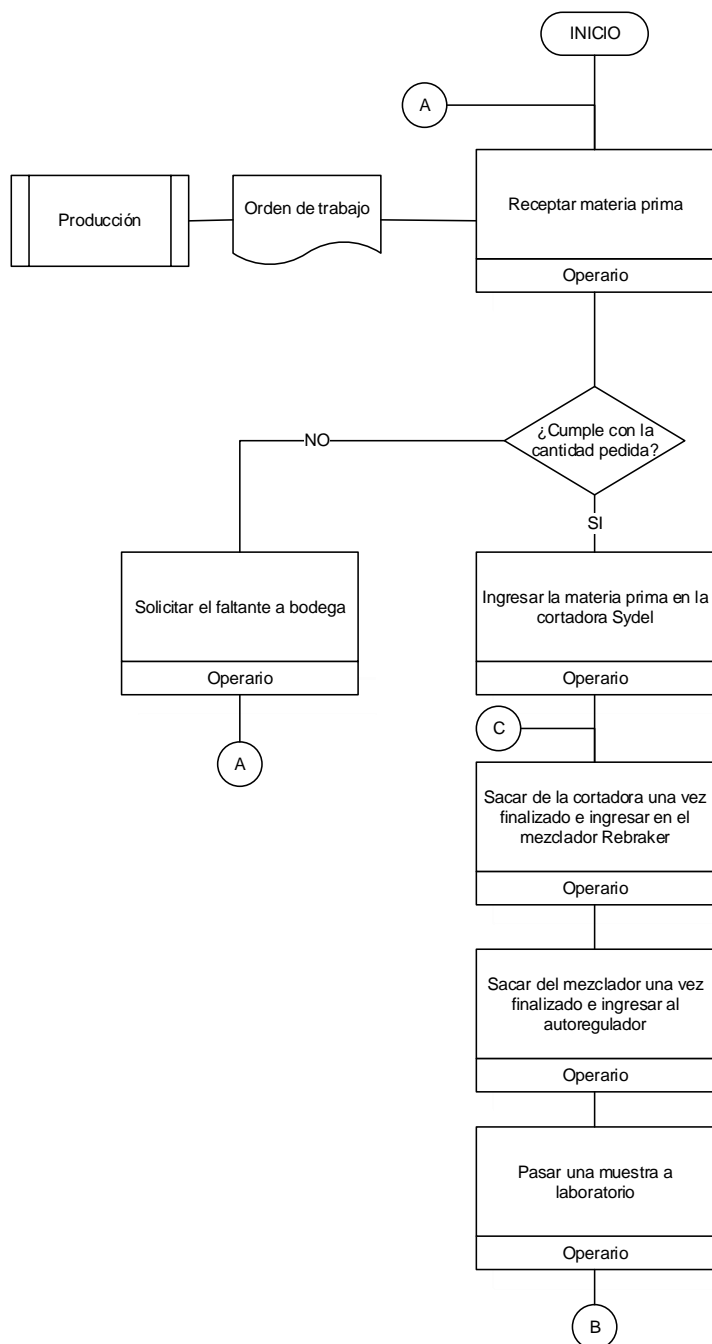 INICIO
A
Producción
Orden de trabajo
Receptar materia prima
Operario
¿Cumple con la
cantidad pedida?
NO
SI
Solicitar el faltante a bodega
Operario
A
Ingresar la materia prima en la
cortadora Sydel
Operario
C
Sacar de la cortadora una vez
finalizado e ingresar en el
mezclador Rebraker
Operario
Sacar del mezclador una vez
finalizado e ingresar al
autoregulador
Operario
Pasar una muestra a
laboratorio
Operario
B